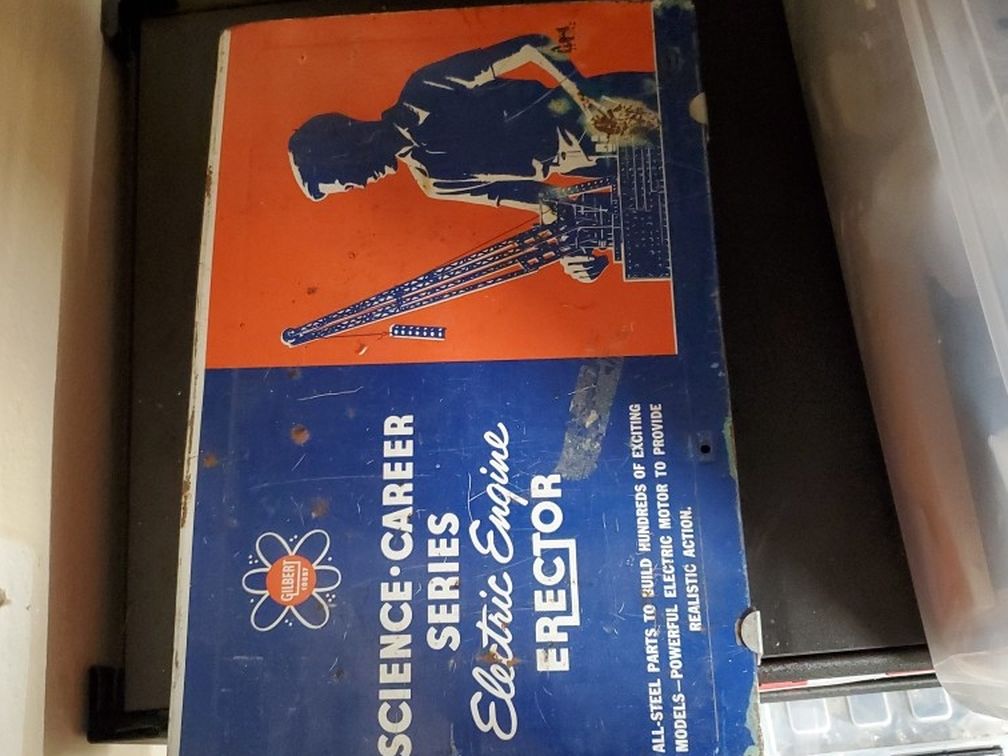 GILBERT
10057
SCIENCE·CAREER
SERIES
Electric Engine
ERECTOR
ALL-STEEL PARTS TO BUILD HUNDREDS OF EXCITING
MODELS—POWERFUL ELECTRIC MOTOR TO PROVIDE
REALISTIC ACTION.